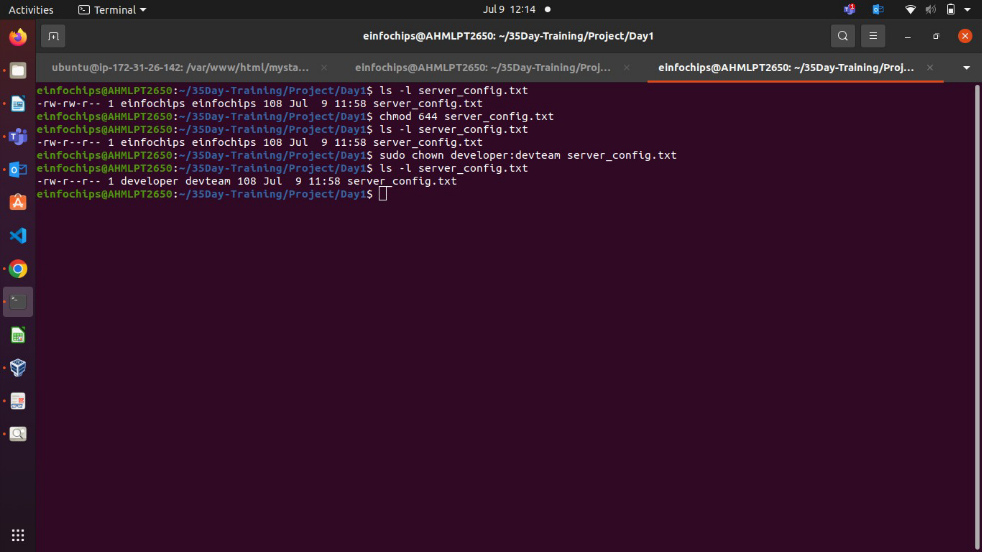 Activities
Terminal
Jul 9 12:14
einfochips@AHMLPT2650: ~/35Day-Training/Project/Day1
ubuntu@ip-172-31-26-142: /var/www/html/mysta...
einfochips@AHMLPT2650: ~/35Day-Training/Proj...
einfochips@AHMLPT2650: ~/35Day-Training/Proj...
einfochips@AHMLPT2650:~/35Day-Training/Project/Day1$ ls -l server_config.txt
-rw-rw-r-- 1 einfochips einfochips 108 Jul  9 11:58 server_config.txt
einfochips@AHMLPT2650:~/35Day-Training/Project/Day1$ chmod 644 server_config.txt
einfochips@AHMLPT2650:~/35Day-Training/Project/Day1$ ls -l server_config.txt
-rw-r--r-- 1 einfochips einfochips 108 Jul  9 11:58 server_config.txt
einfochips@AHMLPT2650:~/35Day-Training/Project/Day1$ sudo chown developer:devteam server_config.txt
einfochips@AHMLPT2650:~/35Day-Training/Project/Day1$ ls -l server_config.txt
-rw-r--r-- 1 developer devteam 108 Jul  9 11:58 server_config.txt
einfochips@AHMLPT2650:~/35Day-Training/Project/Day1$